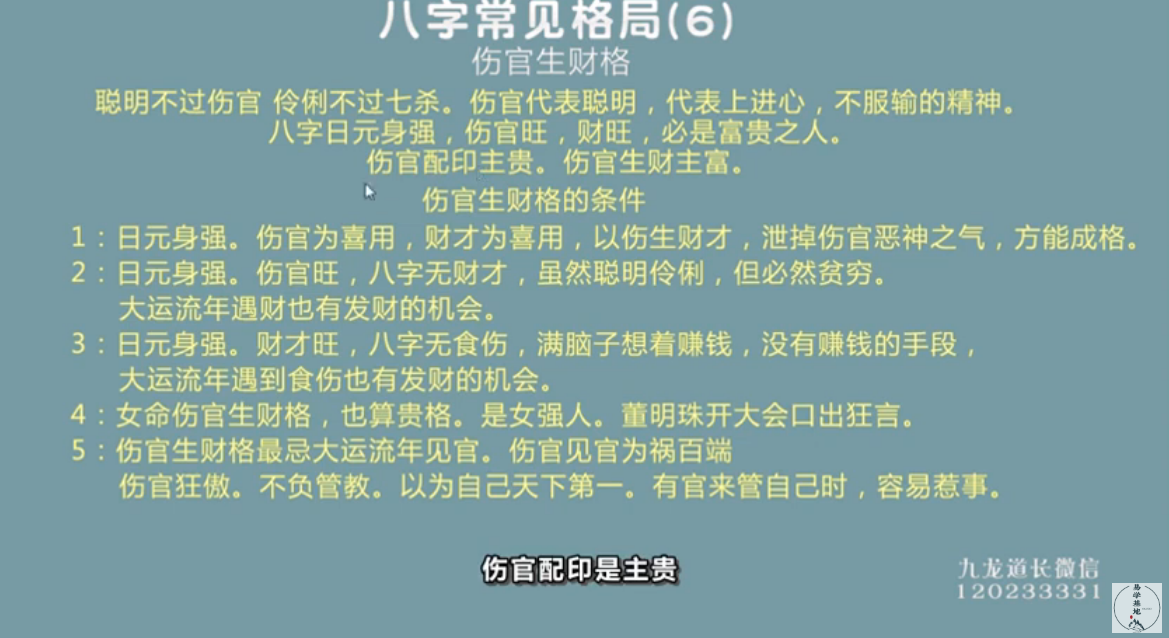 八字常见格局(6)
伤官生财格
聪明不过伤官 伶俐不过七杀。伤官代表聪明，代表上进心，不服输的精神。
八字日元身强，伤官旺，财旺，必是富贵之人。
伤官配印主贵。伤官生财主富。
伤官生财格的条件
1：日元身强。伤官为喜用，财才为喜用，以伤生财才，泄掉伤官恶神之气，方能成格。
2：日元身强。伤官旺，八字无财才，虽然聪明伶俐，但必然贫穷。
大运流年遇财也有发财的机会。
3：日元身强。财才旺，八字无食伤，满脑子想着赚钱，没有赚钱的手段，
大运流年遇到食伤也有发财的机会。
4：女命伤官生财格，也算贵格。是女强人。董明珠开大会口出狂言。
5：伤官生财格最忌大运流年见官。伤官见官为祸百端
伤官狂傲。不负管教。以为自己天下第一。有官来管自己时，容易惹事。
伤官配印是主贵
九龙道长微信
120233331
易学基地